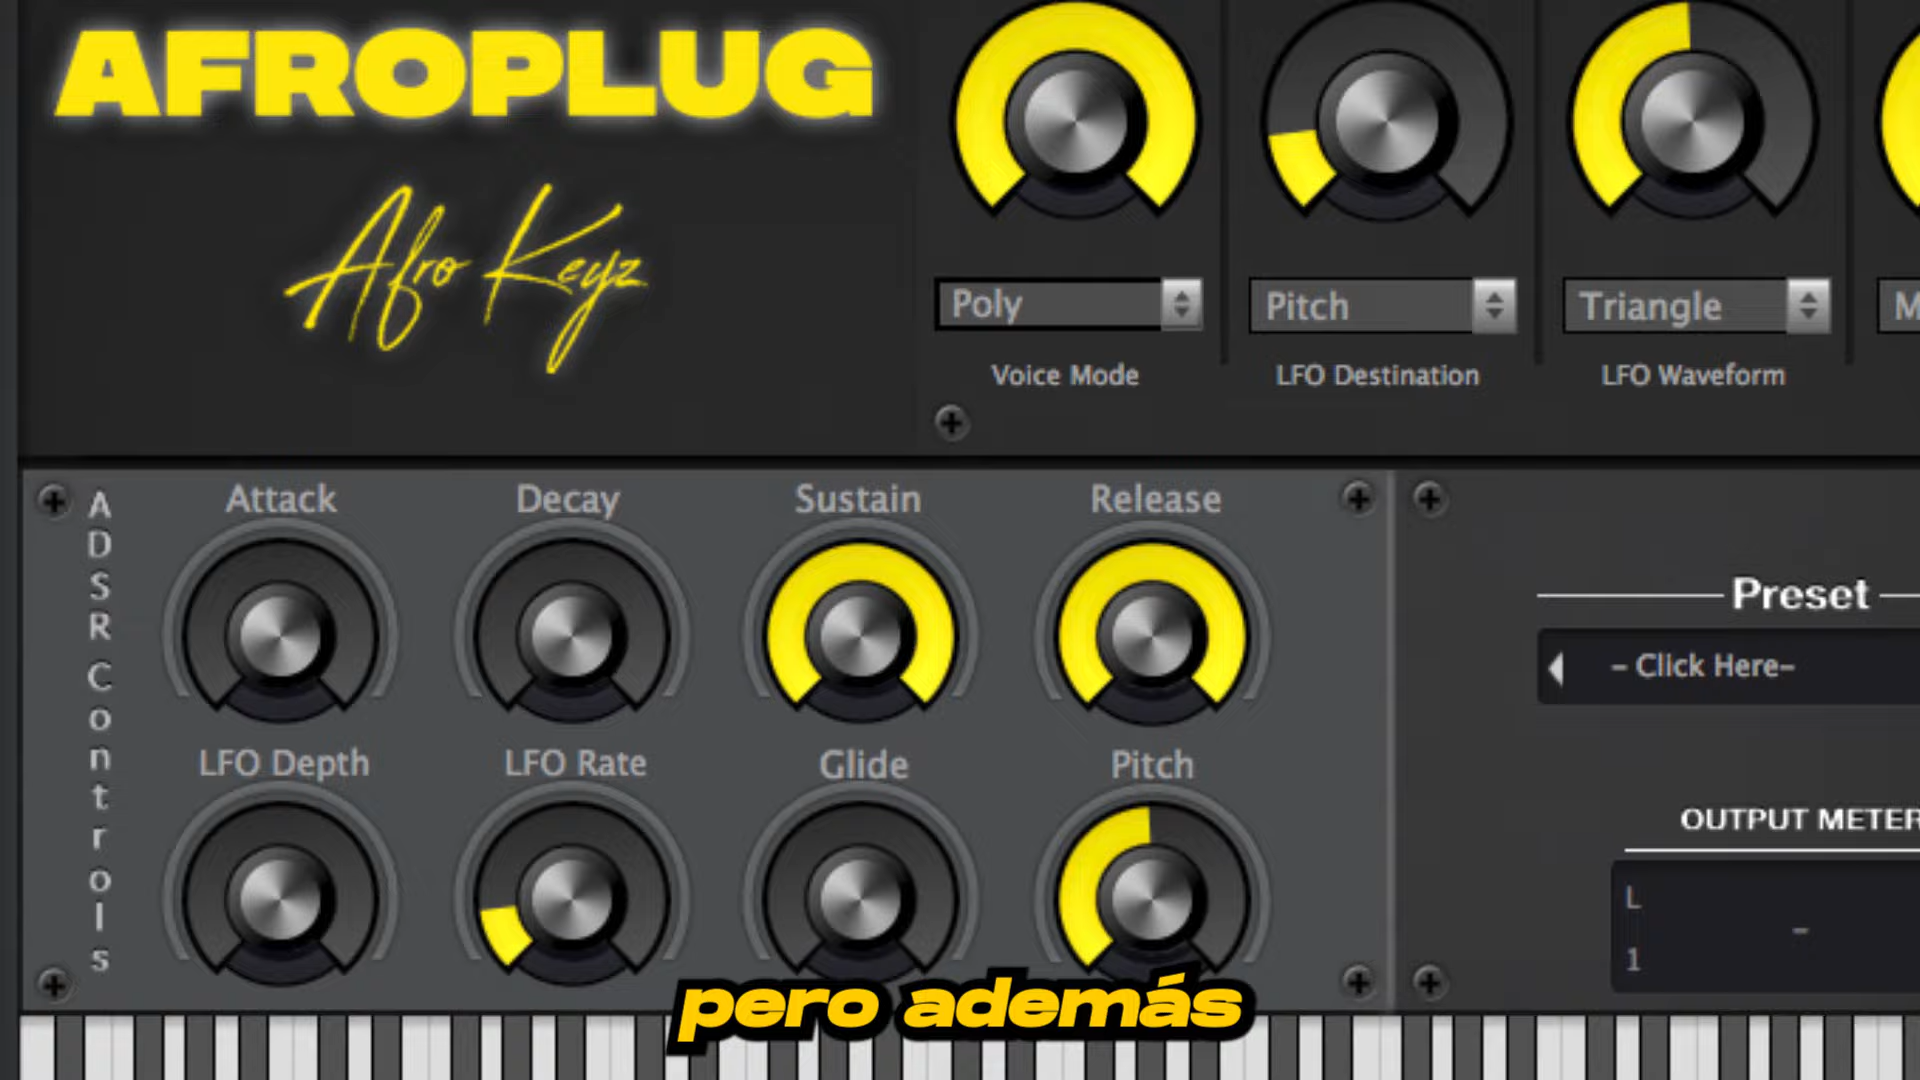 AFROPLUG
Afro Keyz
Poly
Pitch
Triangle
M
Voice Mode
LFO Destination
LFO Waveform
ADSR Controls
Attack
Decay
Sustain
Release
LFO Depth
LFO Rate
Glide
Pitch
Preset
- Click Here-
OUTPUT METER
L
-
1
pero además